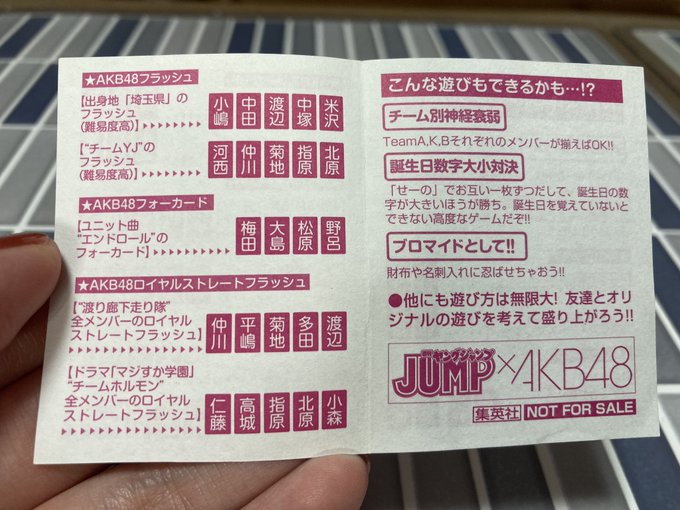 ★AKB48フラッシュ
【出身地「埼玉県」の
フラッシュ
(難易度高)】
小嶋 中田 渡辺 中塚 米沢
【“チームYJ”の
フラッシュ
(難易度高)】
河西 仲川 菊地 指原 北原
★AKB48フォーカード
【ユニット曲
“エンドロール”の
フォーカード】
梅田 大島 松原 野呂
★AKB48ロイヤルストレートフラッシュ
【“渡り廊下走り隊”
全メンバーのロイヤル
ストレートフラッシュ】
仲川 平嶋 菊地 多田 渡辺
【ドラマ「マジすか学園」
“チームホルモン”
全メンバーのロイヤル
ストレートフラッシュ】
仁藤 高城 指原 北原 小森
こんな遊びもできるかも…!?
チーム別神経衰弱
TeamA,K,Bそれぞれのメンバーが揃えばOK!!
誕生日数字大小対決
「せーの」でお互い一枚ずつだして、誕生日の数
字が大きいほうが勝ち。誕生日を覚えていないと
できない高度なゲームだぞ!!
ブロマイドとして!!
財布や名刺入れに忍ばせちゃおう!!
●他にも遊び方は無限大! 友達とオリ
ジナルの遊びを考えて盛り上がろう!!
週刊ヤングジャンプ
JUMP×AKB48
集英社 NOT FOR SALE